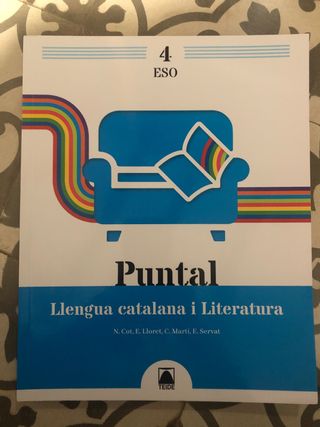 4
ESO
Puntal
Llengua catalana i Literatura
N. Cot, E. Lloret, C. Martí, E. Servat
TEIDE